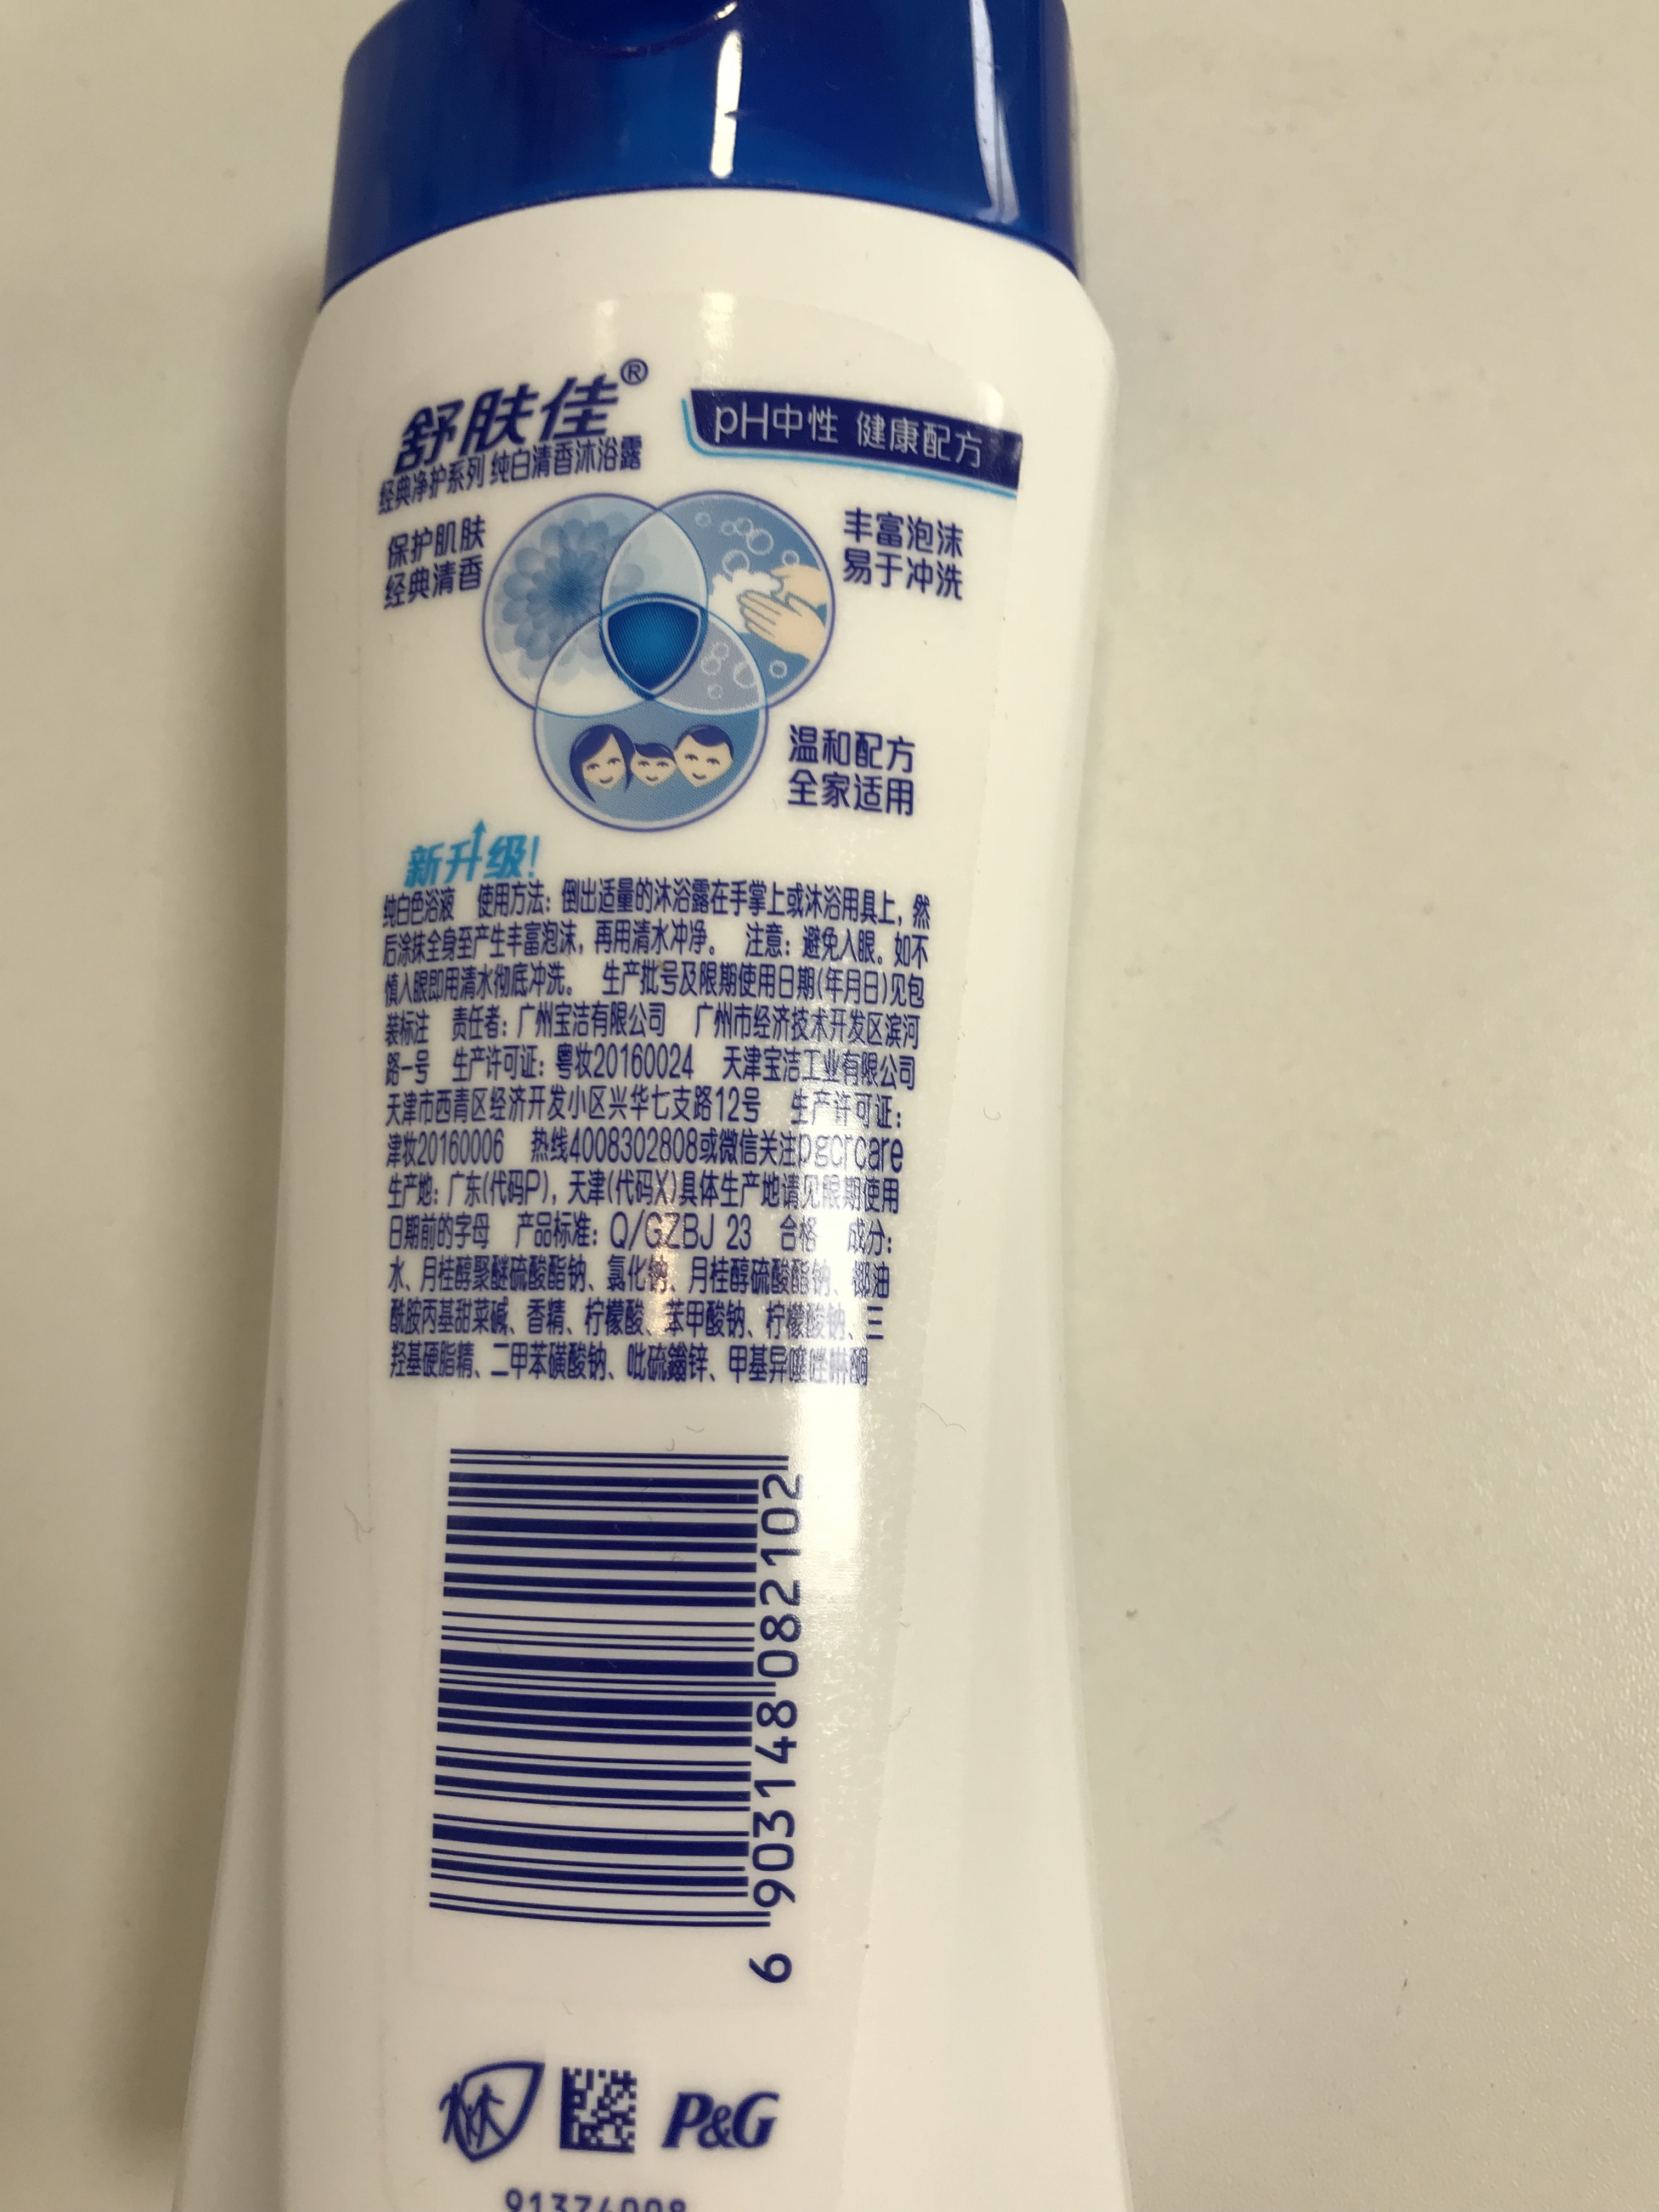 舒肤佳®
经典净护系列 纯白清香沐浴露
pH中性 健康配方
保护肌肤
经典清香
丰富泡沫
易于冲洗
温和配方
全家适用
新升级!
纯白色浴液 使用方法：倒出适量的沐浴露在手掌上或沐浴用具上，然
后涂抹全身至产生丰富泡沫，再用清水冲净。 注意：避免入眼。如不
慎入眼即用清水彻底冲洗。 生产批号及限期使用日期(年月日)见包
装标注 责任者：广州宝洁有限公司 广州市经济技术开发区滨河
路一号 生产许可证：粤妆20160024 天津宝洁工业有限公司
天津市西青区经济开发小区兴华七支路12号 生产许可证：
津妆20160006 热线4008302808或微信关注pgcrcare
生产地：广东(代码P)，天津(代码X)具体生产地请见限期使用
日期前的字母 产品标准：Q/GZBJ 23 合格 成分：
水、月桂醇聚醚硫酸酯钠、氯化钠、月桂醇硫酸酯钠、椰油
酰胺丙基甜菜碱、香精、柠檬酸、苯甲酸钠、柠檬酸钠、三
羟基硬脂精、二甲苯磺酸钠、吡硫鎓锌、甲基异噻唑啉酮
6 903148 082102
P&G
91374008